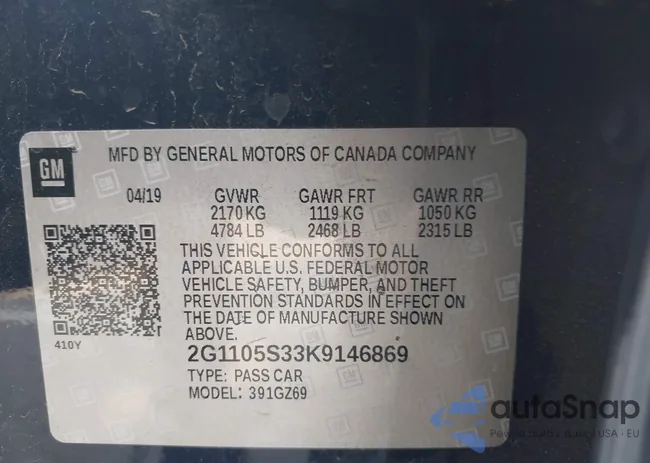 MFD BY GENERAL MOTORS OF CANADA COMPANY
GM
04/19 GVWR GAWR FRT GAWR RR
2170 KG 1119 KG 1050 KG
4784 LB 2468 LB 2315 LB
THIS VEHICLE CONFORMS TO ALL
APPLICABLE U.S. FEDERAL MOTOR
VEHICLE SAFETY, BUMPER, AND THEFT
PREVENTION STANDARDS IN EFFECT ON
THE DATE OF MANUFACTURE SHOWN
ABOVE.
410Y
2G1105S33K9146869
TYPE: PASS CAR
MODEL: 391GZ69
autoSnap
USA · EU